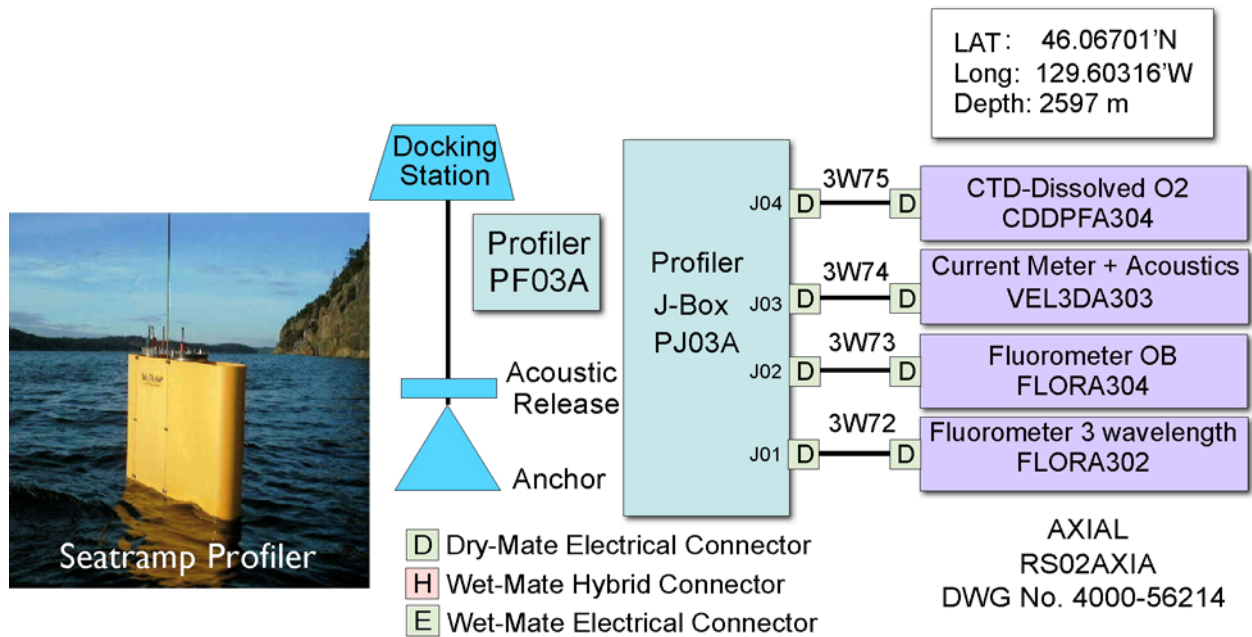 LAT: 46.06701'N
Long: 129.60316'W
Depth: 2597 m
Docking
Station
Profiler
PF03A
Acoustic
Release
Anchor
Profiler
J-Box
PJ03A
J04
D
3W75
D
CTD-Dissolved O2
CDDPFA304
J03
D
3W74
D
Current Meter + Acoustics
VEL3DA303
J02
D
3W73
D
Fluorometer OB
FLORA304
J01
D
3W72
D
Fluorometer 3 wavelength
FLORA302
Seatramp Profiler
D Dry-Mate Electrical Connector
H Wet-Mate Hybrid Connector
E Wet-Mate Electrical Connector
AXIAL
RS02AXIA
DWG No. 4000-56214